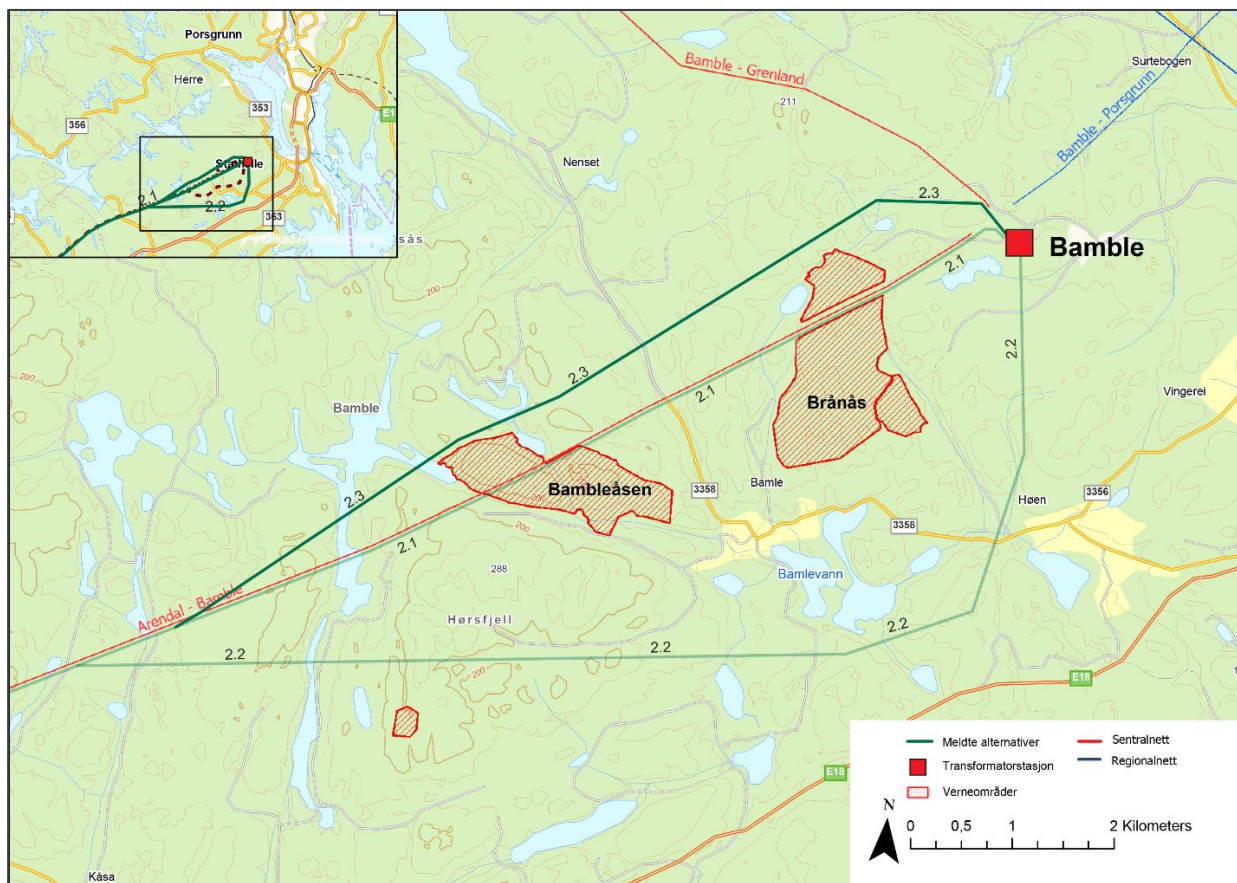 Porsgrunn
Herre
353
E1
356
2.1
2.2
363
Bamble - Grenland
Surtebogen
211
Bamble - Porsgrunn
Nenset
2.3
Bamble
2.1
200
2.2
2.3
Vingerei
Bamble
2.1
Brånås
Bambleåsen
200
3358
Bamle
2.3
Høen
3356
3358
200
2.1
288
Bamlevann
Arendal - Bamble
Hørsfjell
2.2
2.2
200
E18
E18
Kåsa
Meldte alternativer
Sentralnett
Transformatorstasjon
Regionalnett
Verneområder
N
0 0,5 1 2 Kilometers